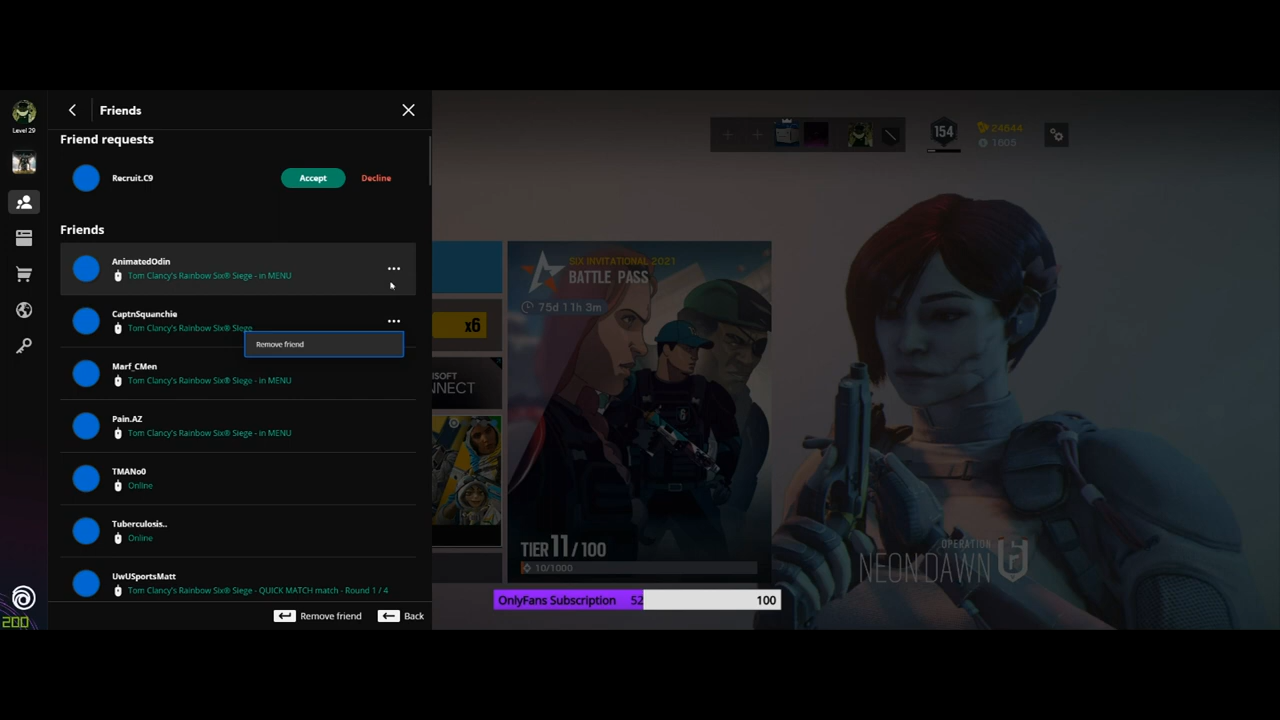 Friends
Level 29
Friend requests
Recruit.C9
Accept
Decline
Friends
AnimatedOdin
Tom Clancy's Rainbow Six® Siege - in MENU
CaptnSquanchie
Tom Clancy's Rainbow Six® Siege
Remove friend
Marf_CMen
Tom Clancy's Rainbow Six® Siege - in MENU
Pain.AZ
Tom Clancy's Rainbow Six® Siege - in MENU
TMANo0
Online
Tuberculosis..
Online
UwUSportsMatt
Tom Clancy's Rainbow Six® Siege - QUICK MATCH match - Round 1 / 4
Remove friend
Back
200
154
24544
1605
x6
SIX INVITATIONAL 2021
BATTLE PASS
75d 11h 3m
TIER 11 / 100
10/1000
OPERATION
NEON DAWN
OnlyFans Subscription 52 100